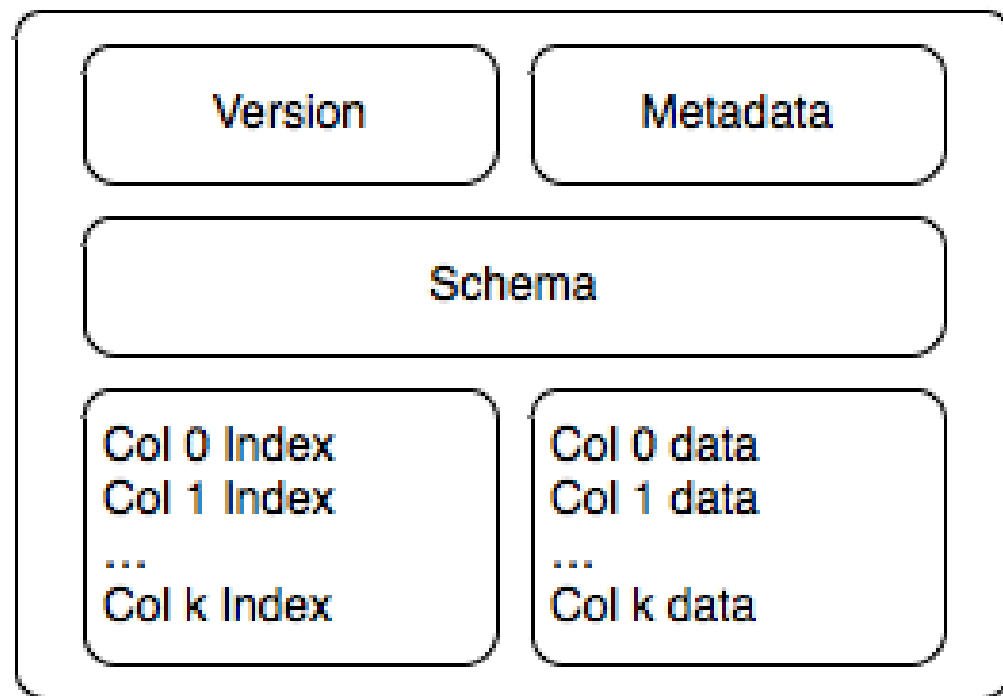 Version
Metadata
Schema
Col 0 Index
Col 1 Index
...
Col k Index
Col 0 data
Col 1 data
...
Col k data